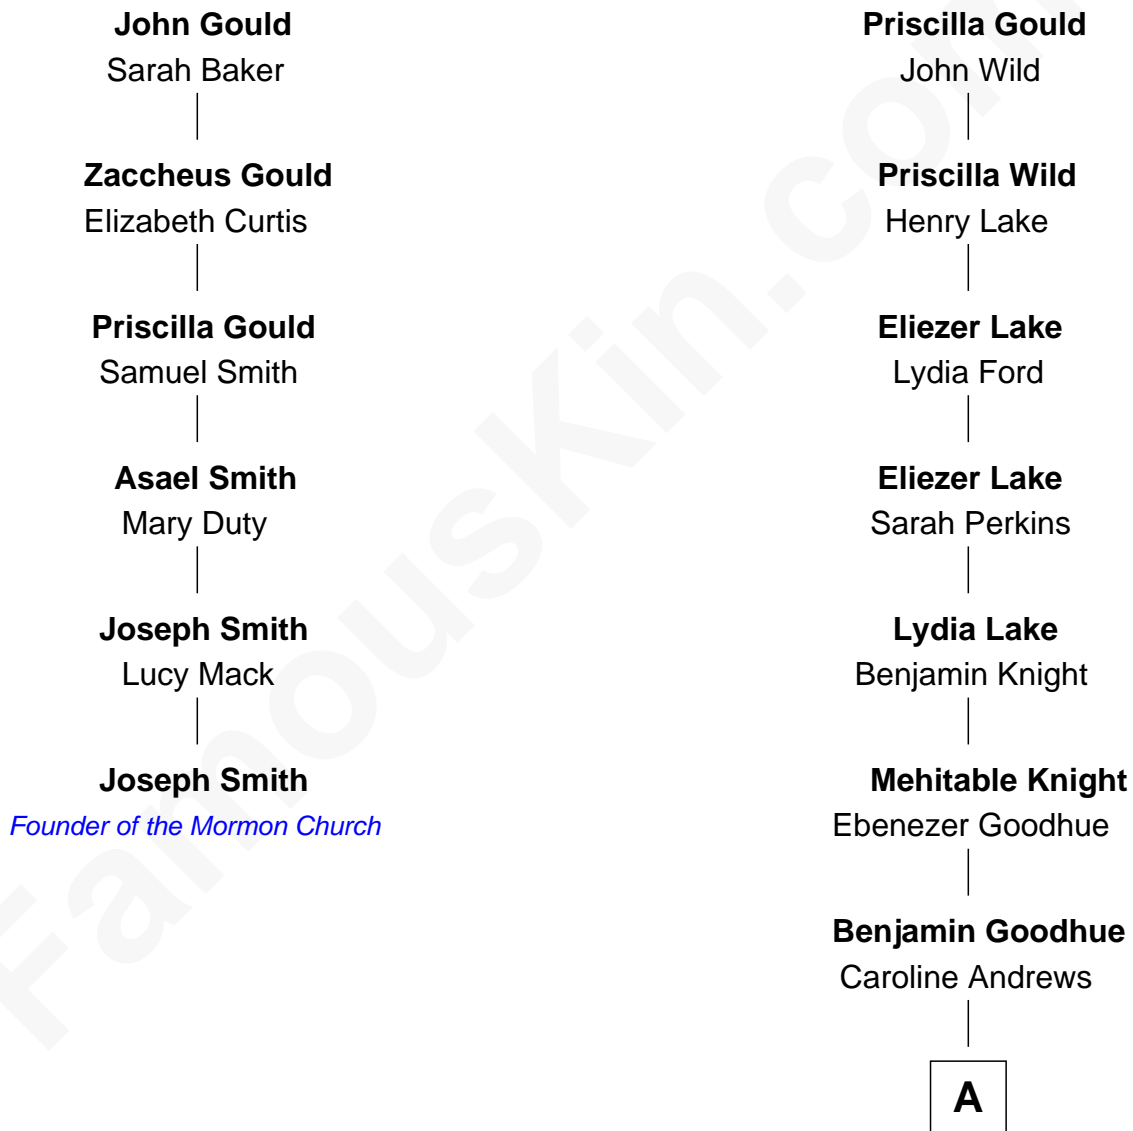 John Gould
Sarah Baker
Zaccheus Gould
Elizabeth Curtis
Priscilla Gould
Samuel Smith
Asael Smith
Mary Duty
Joseph Smith
Lucy Mack
Joseph Smith
Founder of the Mormon Church
Priscilla Gould
John Wild
Priscilla Wild
Henry Lake
Eliezer Lake
Lydia Ford
Eliezer Lake
Sarah Perkins
Lydia Lake
Benjamin Knight
Mehitable Knight
Ebenezer Goodhue
Benjamin Goodhue
Caroline Andrews
A
FamousKin.com